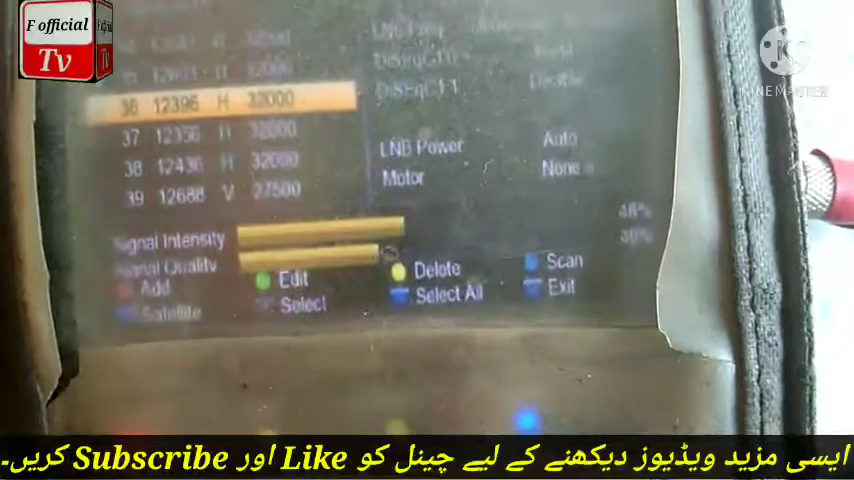 F official
Tv
KINEMASTER
36 12396 H 32000
37 12356 H 32000
38 12436 H 32000
39 12688 V 27500
LNB Power Auto
Motor None
Signal Intensity 48%
Signal Quality
Add Edit Delete Scan
Satellite Select Select All Exit
ایسی مزید ویڈیوز دیکھنے کے لیے چینل کو Like اور Subscribe کریں۔